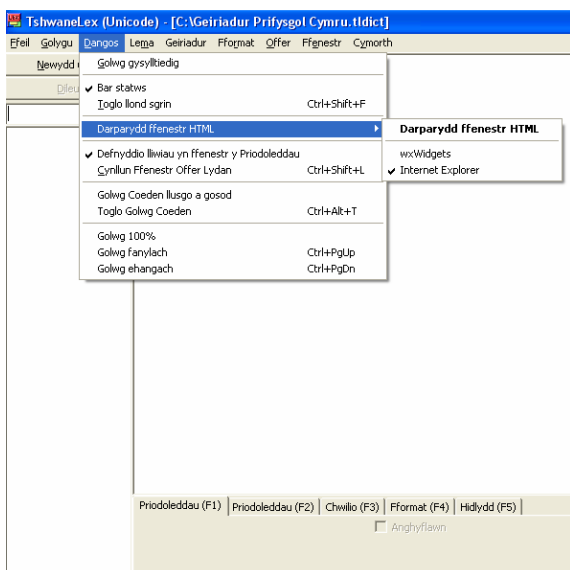 TshwaneLex (Unicode) - [C:\Geiriadur Prifysgol Cymru.tldict]
Ffeil Golygu Dangos Lema Geiriadur Fformat Offer Ffenestr Cymorth
Newydd
Dileu
Golwg gysylltiedig
Bar statws
Toglo llond sgrin Ctrl+Shift+F
Darparydd ffenestr HTML
Defnyddio lliwiau yn ffenestr y Priodoleddau
Cynllun Ffenestr Offer Lydan Ctrl+Shift+L
Golwg Coeden llusgo a gosod
Toglo Golwg Coeden Ctrl+Alt+T
Golwg 100%
Golwg fanylach Ctrl+PgUp
Golwg ehangach Ctrl+PgDn
Darparydd ffenestr HTML
wxWidgets
Internet Explorer
Priodoleddau (F1) Priodoleddau (F2) Chwilio (F3) Fformat (F4) Hidlydd (F5)
Anghyflawn